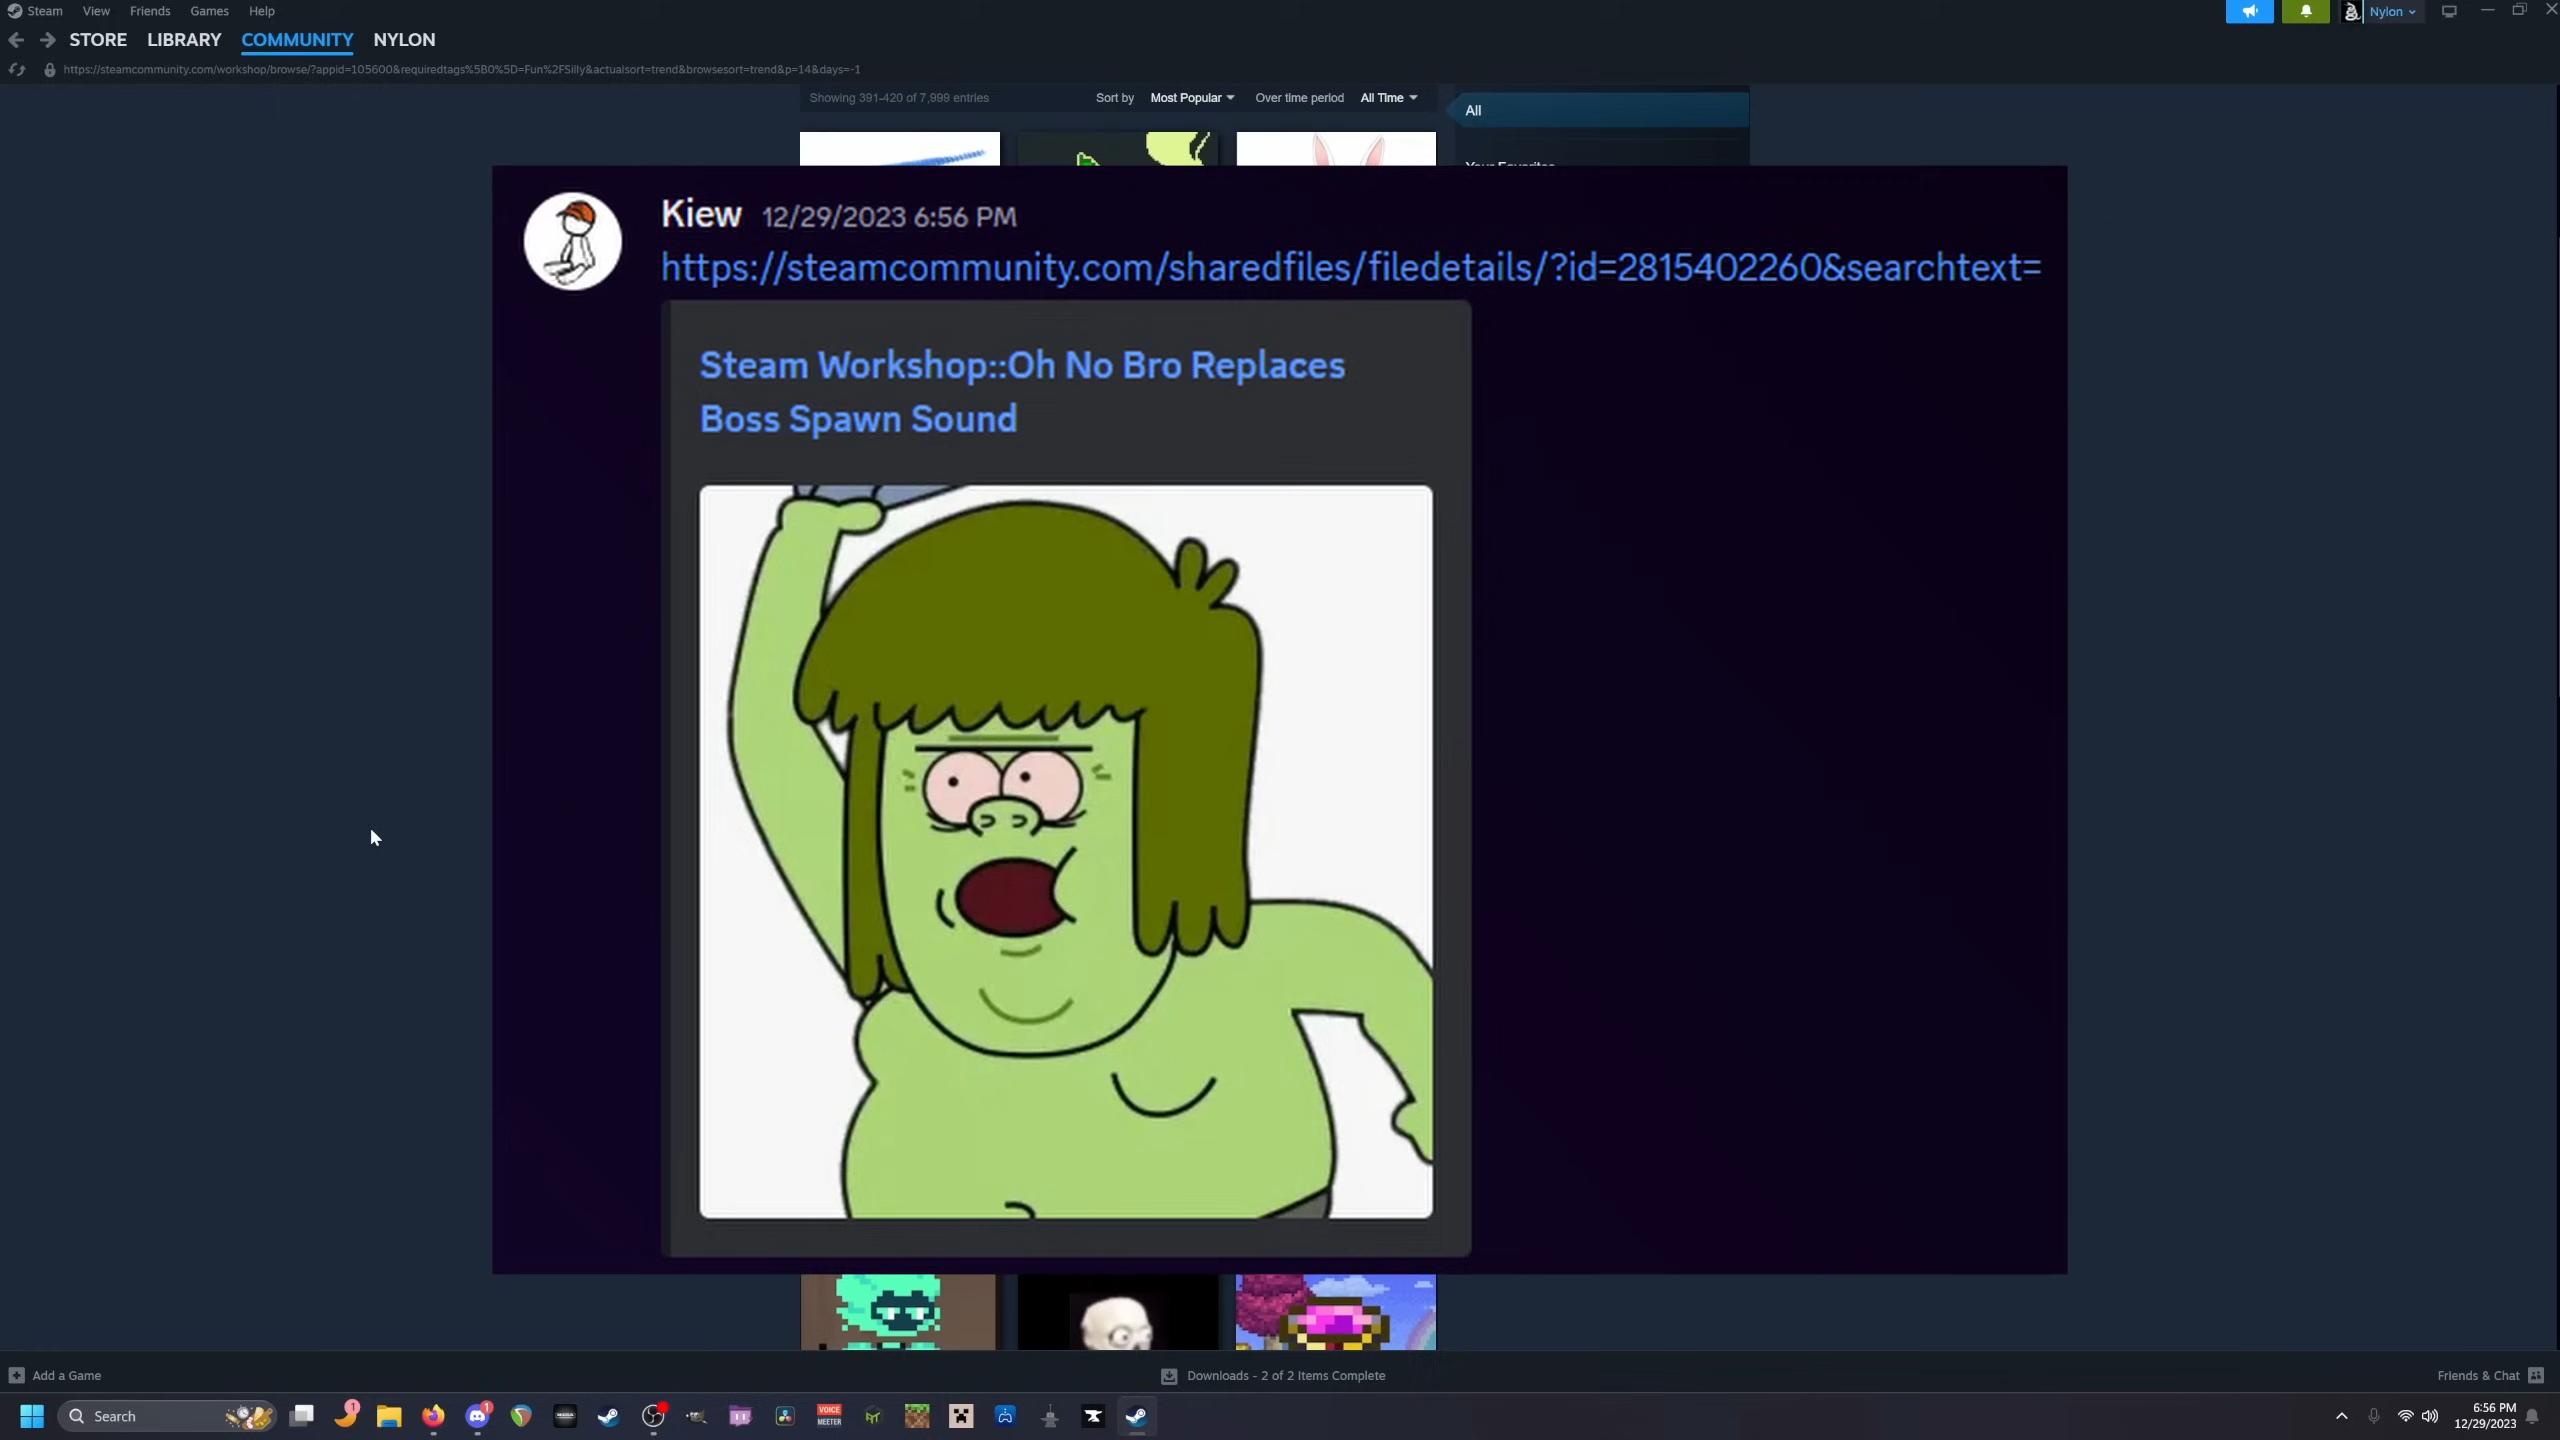 Steam View Friends Games Help
Nylon
STORE LIBRARY COMMUNITY NYLON
https://steamcommunity.com/workshop/browse/?appid=105600&requiredtags%5B0%5D=Fun%2FSilly&actualsort=trend&browsesort=trend&p=14&days=-1
Showing 391-420 of 7,999 entries Sort by Most Popular Over time period All Time
All
Kiew 12/29/2023 6:56 PM
https://steamcommunity.com/sharedfiles/filedetails/?id=2815402260&searchtext=
Steam Workshop::Oh No Bro Replaces
Boss Spawn Sound
Add a Game Downloads - 2 of 2 Items Complete Friends & Chat
Search 1 1 VOICE
MEETER
6:56 PM
12/29/2023